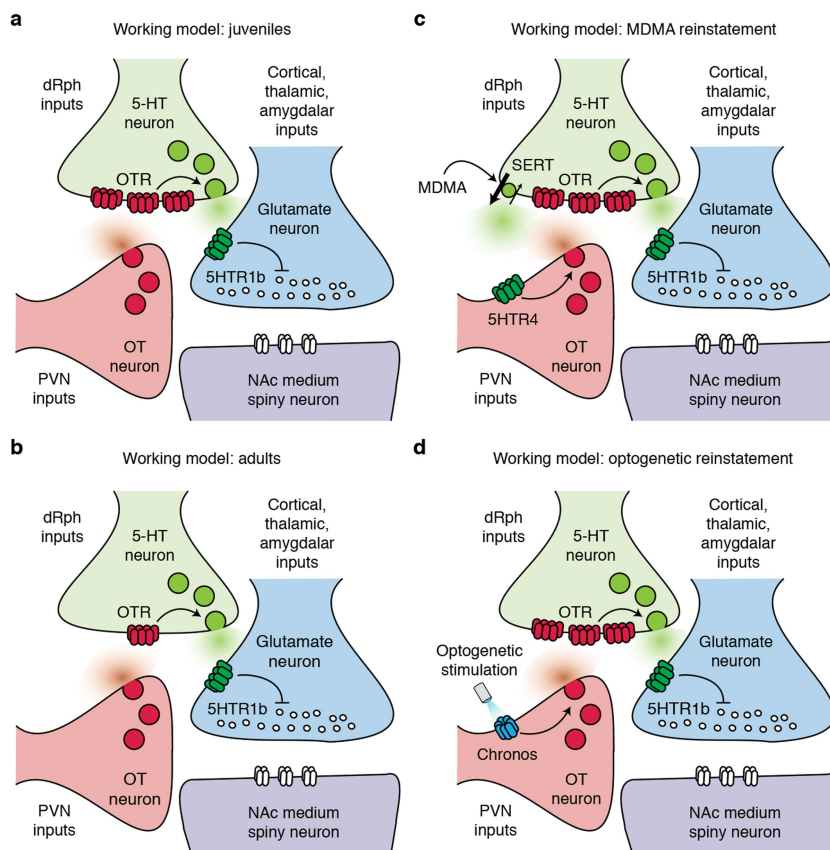 a
Working model: juveniles
dRph
inputs
5-HT
neuron
Cortical,
thalamic,
amygdalar
inputs
OTR
Glutamate
neuron
5HTR1b
OT
neuron
PVN
inputs
NAc medium
spiny neuron
c
Working model: MDMA reinstatement
dRph
inputs
5-HT
neuron
Cortical,
thalamic,
amygdalar
inputs
MDMA
SERT
OTR
Glutamate
neuron
5HTR1b
5HTR4
OT
neuron
PVN
inputs
NAc medium
spiny neuron
b
Working model: adults
dRph
inputs
5-HT
neuron
Cortical,
thalamic,
amygdalar
inputs
OTR
Glutamate
neuron
5HTR1b
OT
neuron
PVN
inputs
NAc medium
spiny neuron
d
Working model: optogenetic reinstatement
dRph
inputs
5-HT
neuron
Cortical,
thalamic,
amygdalar
inputs
OTR
Optogenetic
stimulation
Glutamate
neuron
5HTR1b
Chronos
OT
neuron
PVN
inputs
NAc medium
spiny neuron